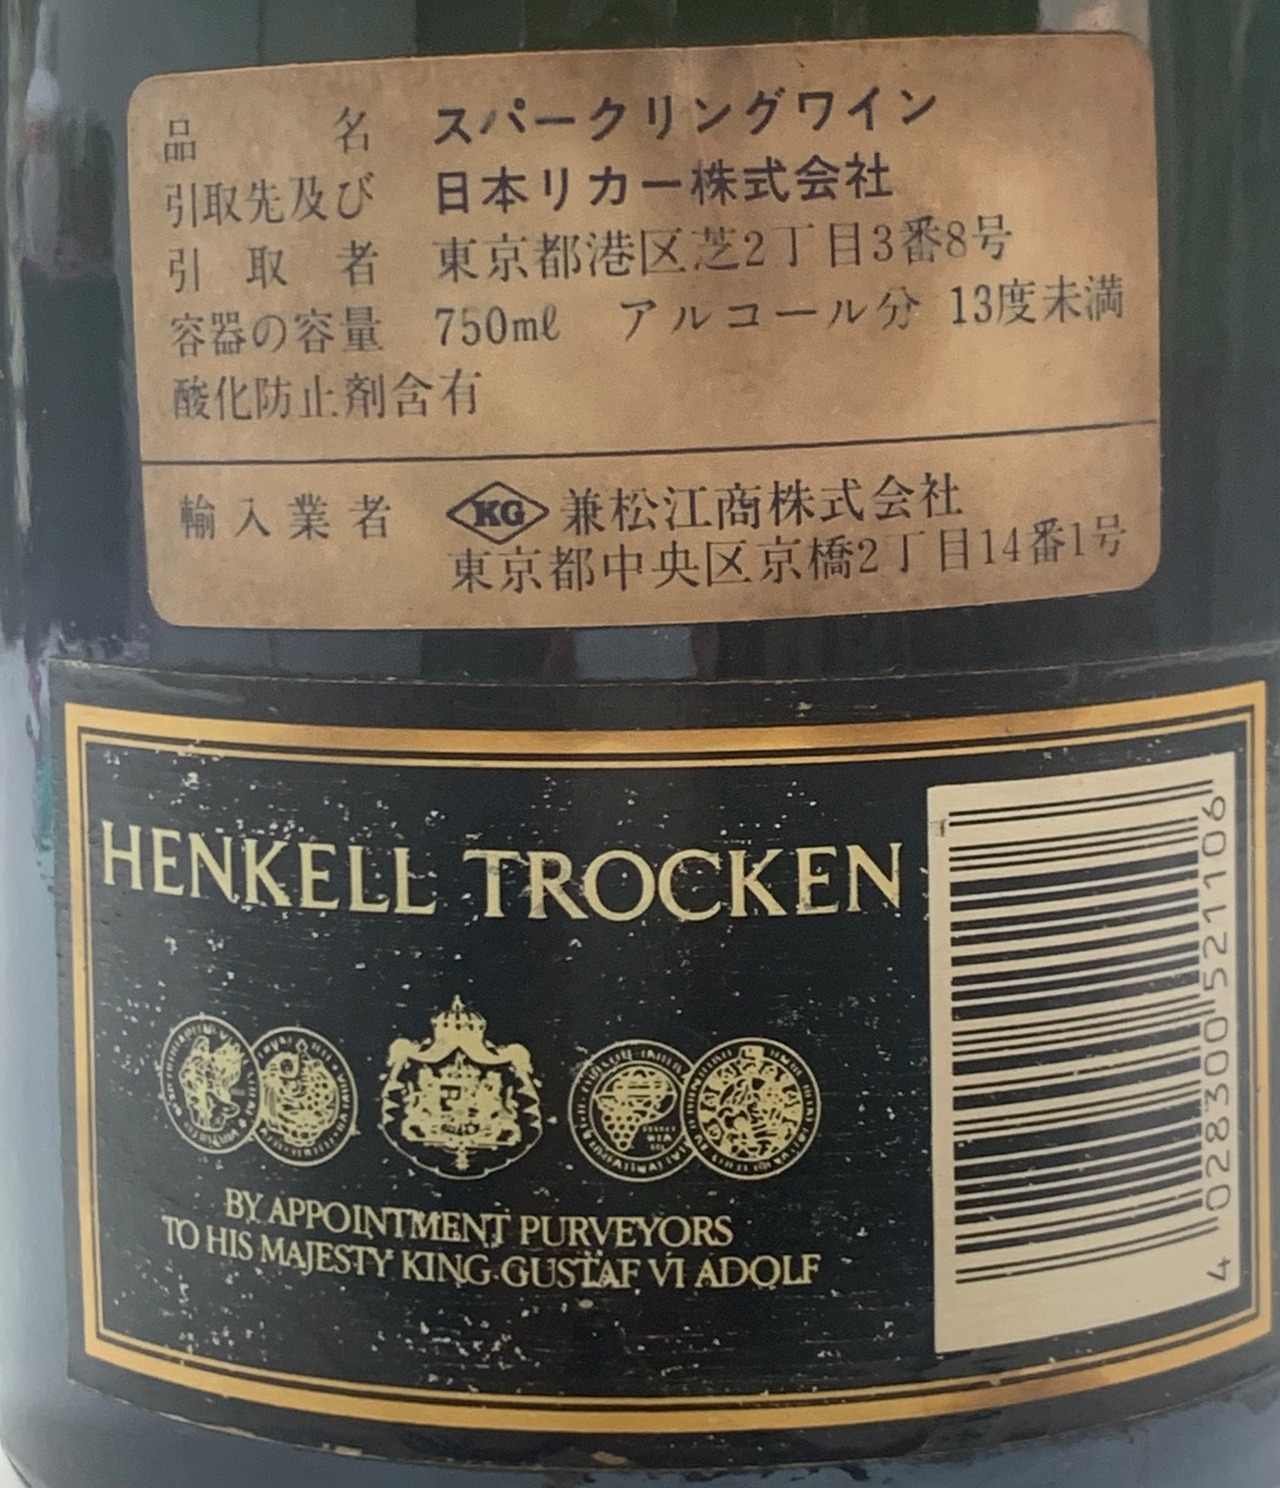 品名 スパークリングワイン
引取先及び 日本リカー株式会社
引取者 東京都港区芝2丁目3番8号
容器の容量 750mℓ アルコール分 13度未満
酸化防止剤含有
輸入業者 KG 兼松江商株式会社
東京都中央区京橋2丁目14番1号
HENKELL TROCKEN
BY APPOINTMENT PURVEYORS
TO HIS MAJESTY KING GUSTAF VI ADOLF
4 028300 521106